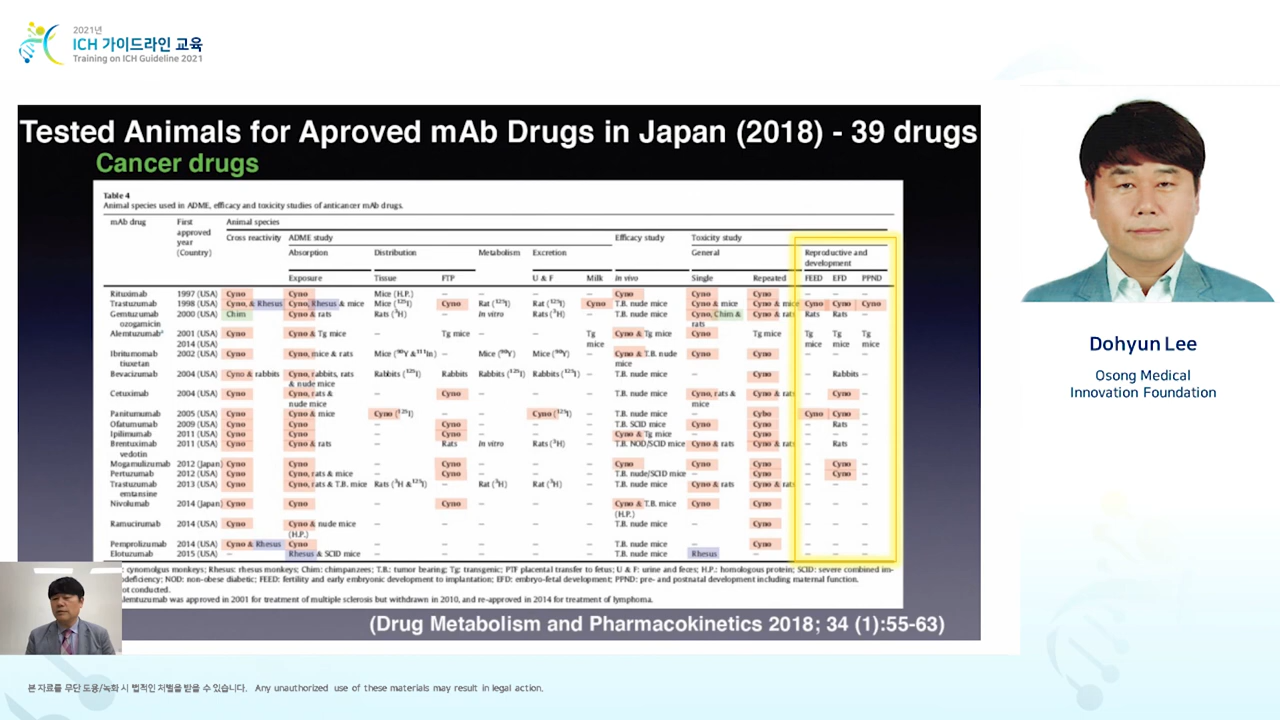 2021년
ICH 가이드라인 교육
Training on ICH Guideline 2021
Tested Animals for Aproved mAb Drugs in Japan (2018) - 39 drugs
Cancer drugs
Table 4
Animal species used in ADME, efficacy and toxicity studies of anticancer mAb drugs.
mAb drug First approved year (Country) Animal species
Cross reactivity ADME study Efficacy study Toxicity study
Absorption Distribution Metabolism Excretion General Reproductive and development
Exposure Tissue FTP U & F Milk In vivo Single Repeated FEED EFD PPND
Rituximab 1997 (USA) Cyno Cyno Mice (H.P.) – – – – Cyno Cyno Cyno – – –
Trastuzumab 1998 (USA) Cyno, & Rhesus Cyno, Rhesus & mice Mice (125I) Cyno Rat (125I) Rat (125I) Cyno T.B. nude mice Cyno & mice Cyno & mice Cyno Cyno Cyno
Gemtuzumab ozogamicin 2000 (USA) Chim Cyno & rats Rats (3H) – In vitro Rats (3H) – T.B. nude mice Cyno, Chim & rats Cyno & rats Rats Rats –
Alemtuzumaba 2001 (USA) 2014 (USA) Cyno Cyno & Tg mice – Tg mice – – Tg mice Cyno & Tg mice Cyno Tg mice Tg mice Tg mice Tg mice
Ibritumomab tiuxetan 2002 (USA) Cyno Cyno, mice & rats Mice (90Y &111In) – Mice (90Y) Mice (90Y) – Cyno & T.B. nude mice Cyno Cyno – – –
Bevacizumab 2004 (USA) Cyno & rabbits Cyno, rabbits, rats & nude mice Rabbits (125I) Rabbits Rabbits (125I) Rabbits (125I) – T.B. nude mice – Cyno – Rabbits –
Cetuximab 2004 (USA) Cyno Cyno, rats & nude mice – Cyno – – – T.B. nude mice Cyno, rats & mice Cyno – Cyno –
Panitumumab 2005 (USA) Cyno Cyno & mice Cyno (125I) – – Cyno (125I) – T.B. nude mice – Cybo Cyno Cyno –
Ofatumumab 2009 (USA) Cyno Cyno – Cyno – – – T.B. SCID mice Cyno Cyno – Rats –
Ipilimumab 2011 (USA) Cyno Cyno – Cyno – – – Cyno & Tg mice – Cyno – – –
Brentuximab vedotin 2011 (USA) Cyno Cyno & rats – Rats In vitro Rats (3H) – T.B. NOD/SCID mice Cyno & rats Cyno & rats – Rats –
Mogamulizumab 2012 (Japan) Cyno Cyno – Cyno – – – Cyno Cyno Cyno – Cyno –
Pertuzumab 2012 (USA) Cyno Cyno, rats & mice – Cyno – – – T.B. nude/SCID mice – Cyno – Cyno –
Trastuzumab emtansine 2013 (USA) Cyno Cyno, rats & T.B. mice Rats (3H &125I) – Rat (3H) Rat (3H) – T.B. nude mice Cyno & rats Cyno & rats – – –
Nivolumab 2014 (Japan) Cyno Cyno – Cyno – – – Cyno & T.B. mice (H.P.) Cyno Cyno – – –
Ramucirumab 2014 (USA) Cyno Cyno & nude mice (H.P.) – – – – – T.B. nude mice – Cyno – – –
Pemprolizumab 2014 (USA) Cyno & Rhesus Cyno – – – – – T.B. nude mice – Cyno – – –
Elotuzumab 2015 (USA) – Rhesus & SCID mice – – – – – T.B. nude mice Rhesus – – – –
cynomolgus monkeys; Rhesus: rhesus monkeys; Chim: chimpanzees; T.B.: tumor bearing; Tg: transgenic; PTF placental transfer to fetus; U & F: urine and feces; H.P.: homologous protein; SCID: severe combined im-
deficiency; NOD: non-obese diabetic; FEED: fertility and early embryonic development to implantation; EFD: embryo-fetal development; PPND: pre- and postnatal development including maternal function.
ot conducted.
lemtuzumab was approved in 2001 for treatment of multiple sclerosis but withdrawn in 2010, and re-approved in 2014 for treatment of lymphoma.
(Drug Metabolism and Pharmacokinetics 2018; 34 (1):55-63)
Dohyun Lee
Osong Medical
Innovation Foundation
본 자료를 무단 도용/녹화 시 법적인 처벌을 받을 수 있습니다. Any unauthorized use of these materials may result in legal action.